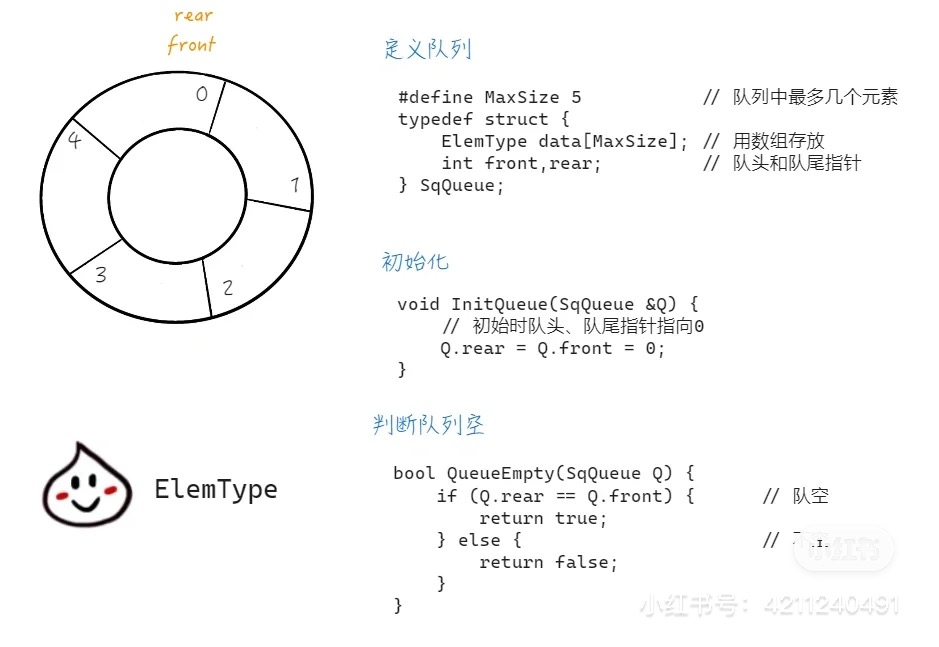 rear
front
0
1
2
3
4
ElemType
定义队列
#define MaxSize 5 // 队列中最多几个元素
typedef struct {
ElemType data[MaxSize]; // 用数组存放
int front,rear; // 队头和队尾指针
} SqQueue;
初始化
void InitQueue(SqQueue &Q) {
// 初始时队头、队尾指针指向0
Q.rear = Q.front = 0;
}
判断队列空
bool QueueEmpty(SqQueue Q) {
if (Q.rear == Q.front) { // 队空
return true;
} else { //
return false;
}
}
小红书
小红书号：4211240491